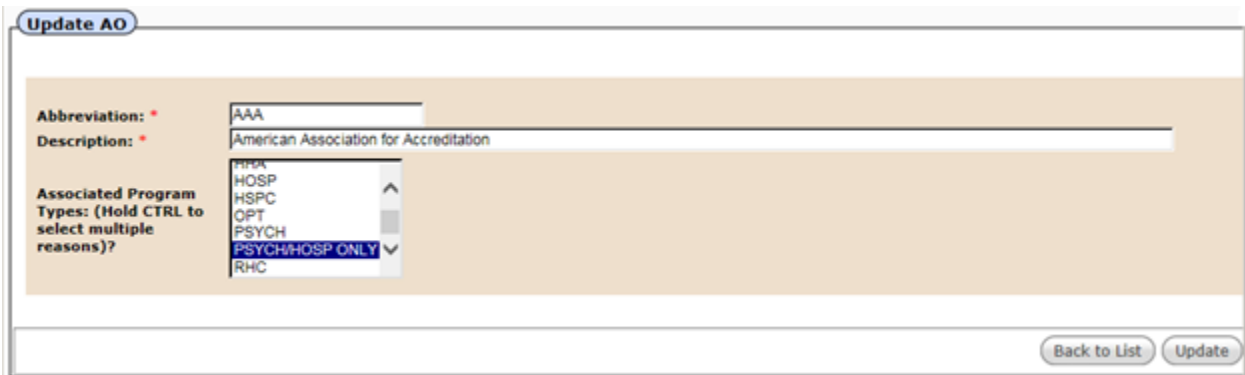 Update AO
Abbreviation: * AAA
Description: * American Association for Accreditation
Associated Program
Types: (Hold CTRL to
select multiple
reasons)?
HOSP
HSPC
OPT
PSYCH
PSYCH/HOSP ONLY
RHC
Back to List Update